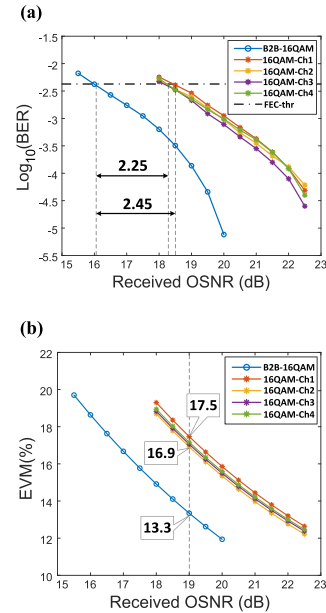 (a)
-1.5
-2
-2.5
-3
-3.5
-4
-4.5
-5
-5.5
Log10(BER)
B2B-16QAM
16QAM-Ch1
16QAM-Ch2
16QAM-Ch3
16QAM-Ch4
FEC-thr
2.25
2.45
15 16 17 18 19 20 21 22 23
Received OSNR (dB)
(b)
22
20
18
16
14
12
10
EVM(%)
B2B-16QAM
16QAM-Ch1
16QAM-Ch2
16QAM-Ch3
16QAM-Ch4
17.5
16.9
13.3
15 16 17 18 19 20 21 22 23
Received OSNR (dB)